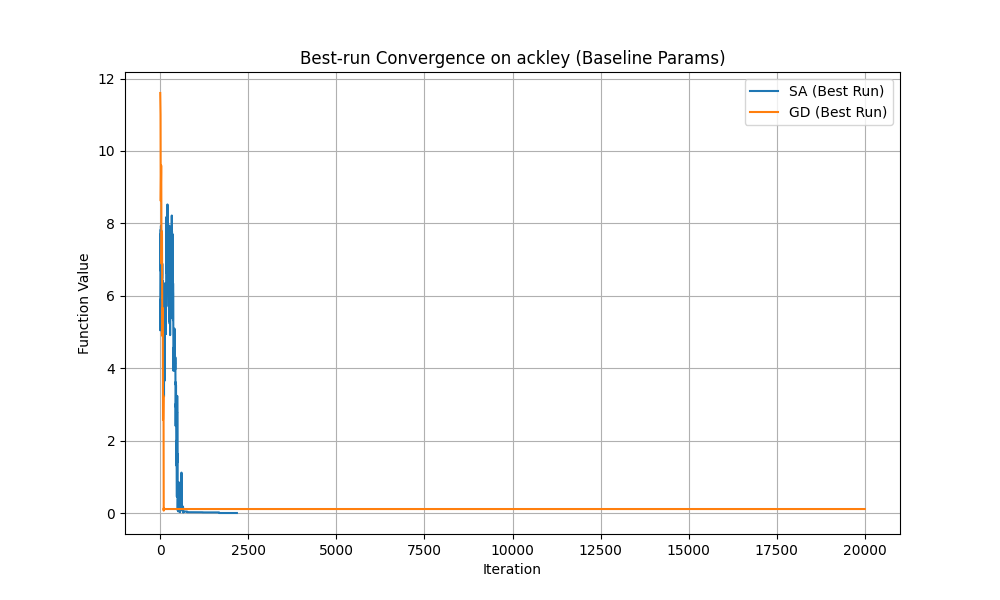 Best-run Convergence on ackley (Baseline Params)
SA (Best Run)
GD (Best Run)
12
10
8
6
4
2
0
Function Value
0 2500 5000 7500 10000 12500 15000 17500 20000
Iteration